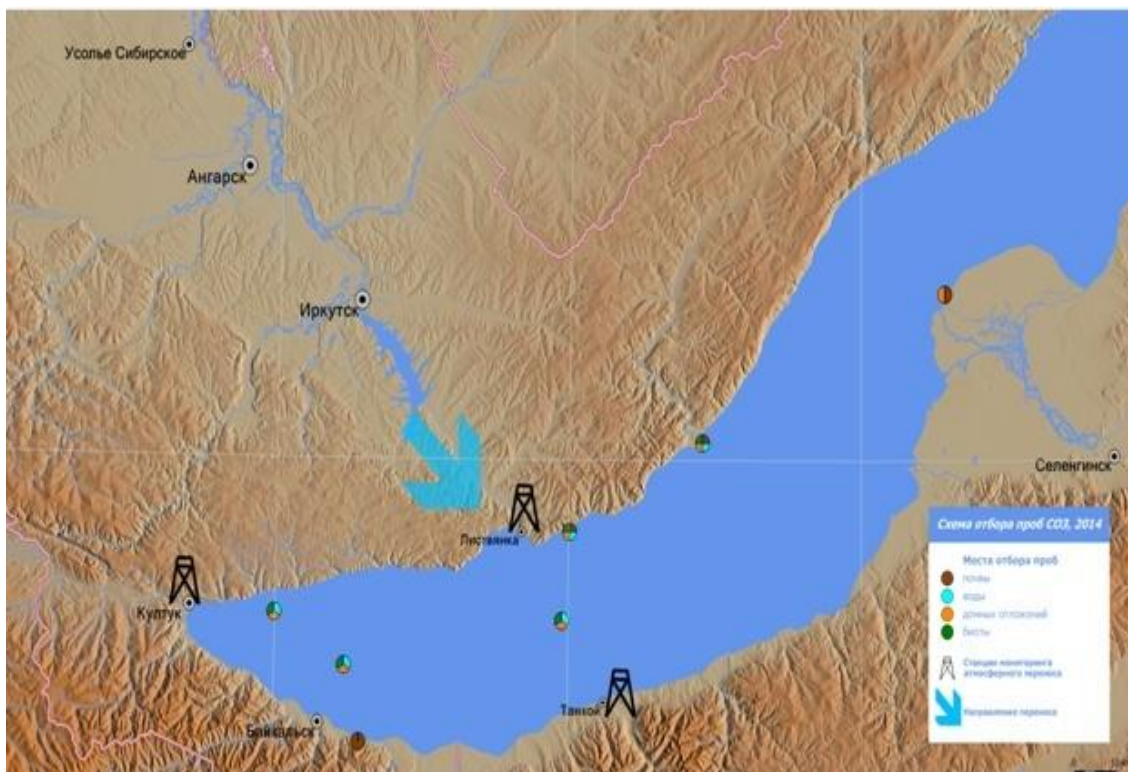 Усолье Сибирское
Ангарск
Иркутск
Селенгинск
Листвянка
Култук
Танхой
Байкальск
Схема отбора проб СОЗ, 2014
Места отбора проб
почвы
воды
донных отложений
биоты
Станции мониторинга
атмосферного переноса
Направление переноса